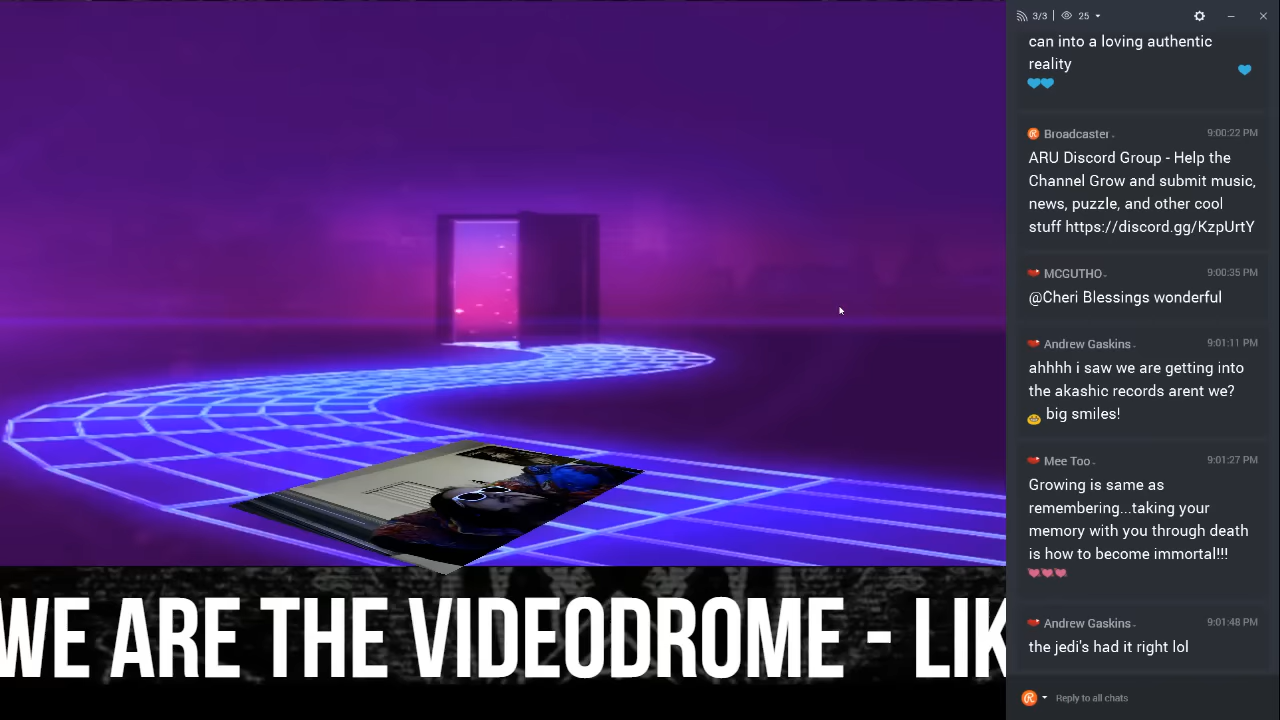 3/3 | 25
can into a loving authentic
reality
Broadcaster - 9:00:22 PM
ARU Discord Group - Help the
Channel Grow and submit music,
news, puzzle, and other cool
stuff https://discord.gg/KzpUrtY
MCGUTHO - 9:00:35 PM
@Cheri Blessings wonderful
Andrew Gaskins - 9:01:11 PM
ahhhh i saw we are getting into
the akashic records arent we?
big smiles!
Mee Too - 9:01:27 PM
Growing is same as
remembering...taking your
memory with you through death
is how to become immortal!!!
Andrew Gaskins - 9:01:48 PM
the jedi's had it right lol
Reply to all chats
WE ARE THE VIDEODROME - LIK